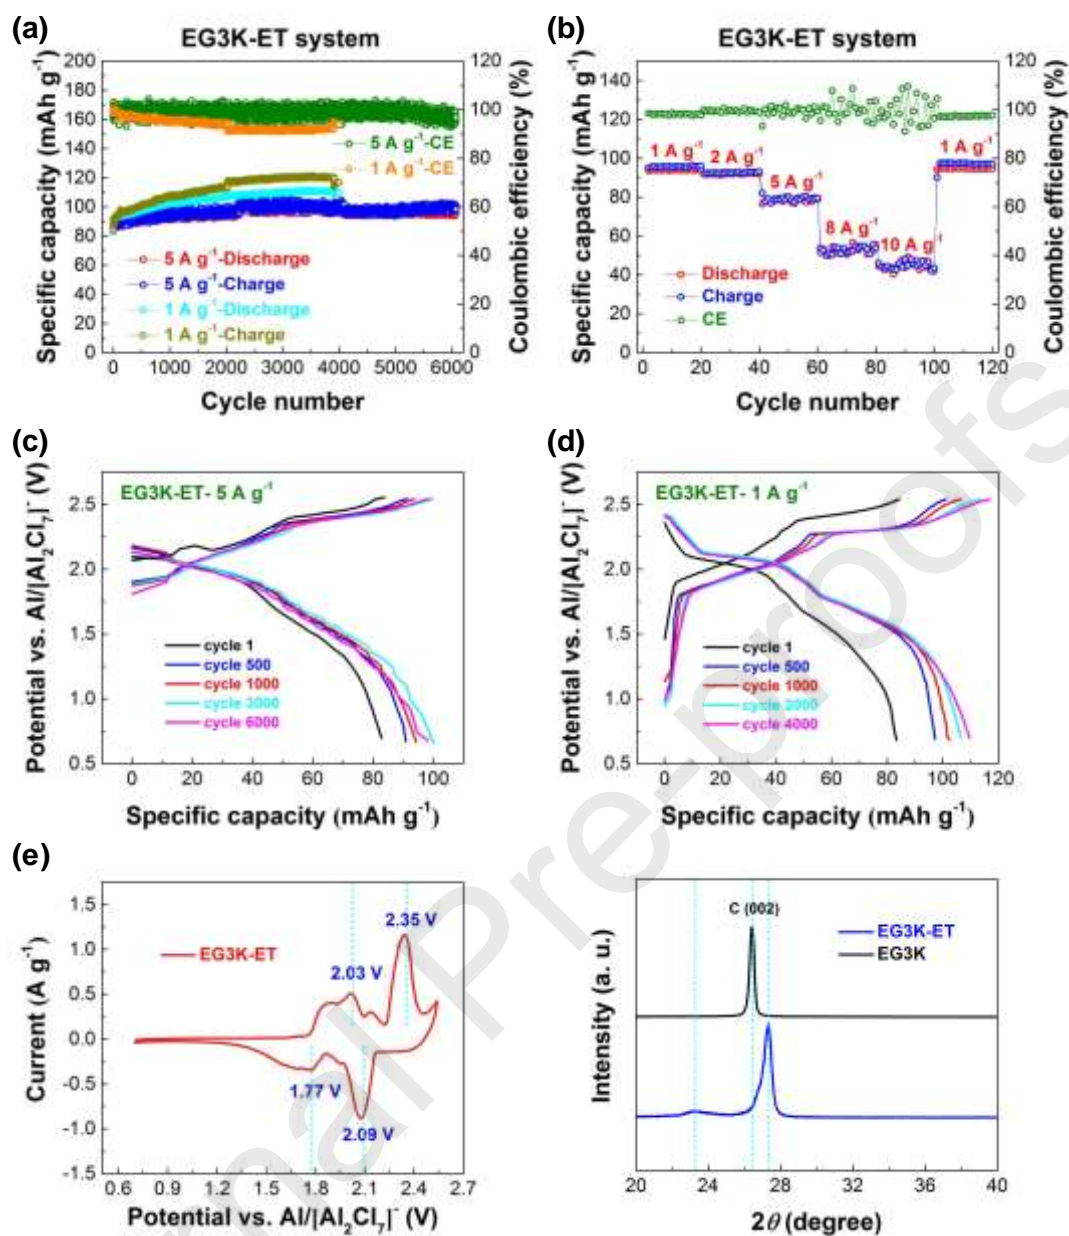 (a)
EG3K-ET system
Specific capacity (mAh g⁻¹)
200
180
160
140
120
100
80
60
40
20
0
5 A g⁻¹-CE
1 A g⁻¹-CE
5 A g⁻¹-Discharge
5 A g⁻¹-Charge
1 A g⁻¹-Discharge
1 A g⁻¹-Charge
120
100
80
60
40
20
0
Coulombic efficiency (%)
0 1000 2000 3000 4000 5000 6000
Cycle number
(b)
EG3K-ET system
Specific capacity (mAh g⁻¹)
140
120
100
80
60
40
20
0
1 A g⁻¹
2 A g⁻¹
5 A g⁻¹
8 A g⁻¹
10 A g⁻¹
1 A g⁻¹
Discharge
Charge
CE
120
100
80
60
40
20
0
Coulombic efficiency (%)
0 20 40 60 80 100 120
Cycle number
(c)
Potential vs. Al/[Al₂Cl₇]⁻ (V)
EG3K-ET- 5 A g⁻¹
2.5
2.0
1.5
1.0
0.5
cycle 1
cycle 500
cycle 1000
cycle 3000
cycle 6000
0 20 40 60 80 100
Specific capacity (mAh g⁻¹)
(d)
Potential vs. Al/[Al₂Cl₇]⁻ (V)
EG3K-ET- 1 A g⁻¹
2.5
2.0
1.5
1.0
0.5
cycle 1
cycle 500
cycle 1000
cycle 2000
cycle 4000
0 20 40 60 80 100 120
Specific capacity (mAh g⁻¹)
(e)
Current (A g⁻¹)
1.5
1.0
0.5
0.0
-0.5
-1.0
-1.5
EG3K-ET
2.35 V
2.03 V
1.77 V
2.09 V
0.6 0.9 1.2 1.5 1.8 2.1 2.4 2.7
Potential vs. Al/[Al₂Cl₇]⁻ (V)
Intensity (a. u.)
C {002}
EG3K-ET
EG3K
20 24 28 32 36 40
2θ (degree)
nal Pre-proofs